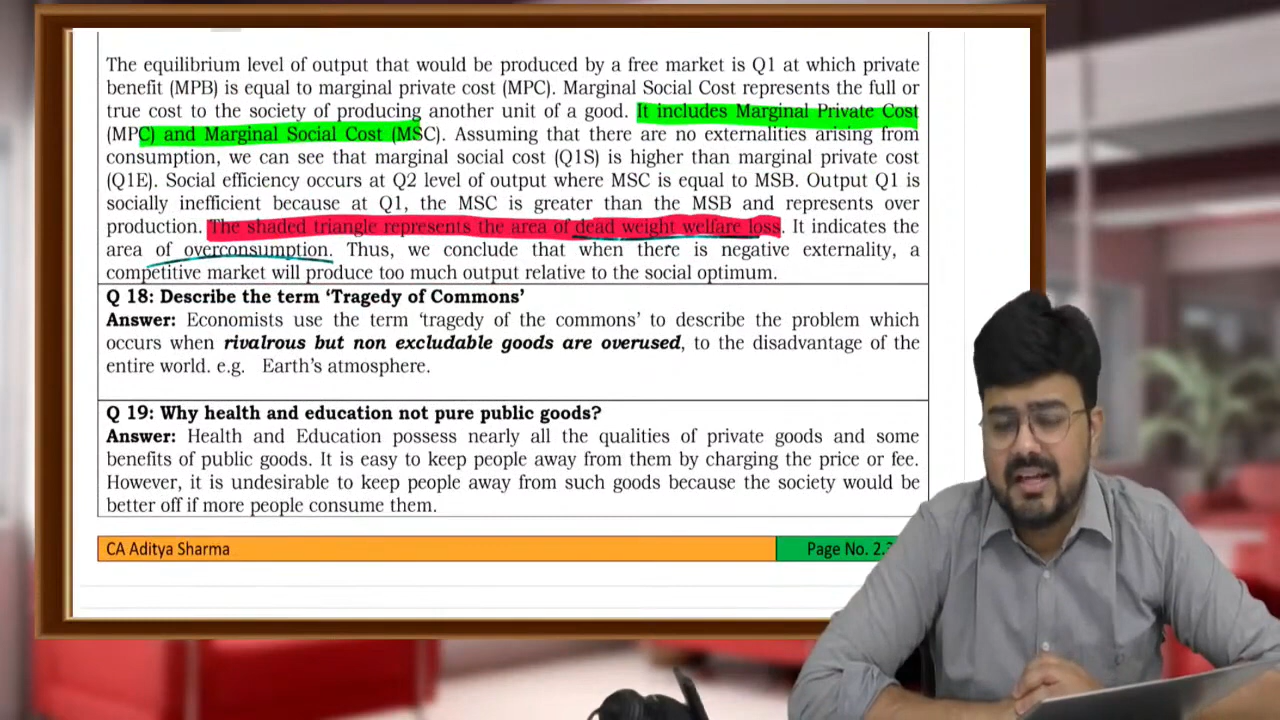 The equilibrium level of output that would be produced by a free market is Q1 at which private
benefit (MPB) is equal to marginal private cost (MPC). Marginal Social Cost represents the full or
true cost to the society of producing another unit of a good. It includes Marginal Private Cost
(MPC) and Marginal Social Cost (MSC). Assuming that there are no externalities arising from
consumption, we can see that marginal social cost (Q1S) is higher than marginal private cost
(Q1E). Social efficiency occurs at Q2 level of output where MSC is equal to MSB. Output Q1 is
socially inefficient because at Q1, the MSC is greater than the MSB and represents over
production. The shaded triangle represents the area of dead weight welfare loss. It indicates the
area of overconsumption. Thus, we conclude that when there is negative externality, a
competitive market will produce too much output relative to the social optimum.
Q 18: Describe the term ‘Tragedy of Commons’
Answer: Economists use the term ‘tragedy of the commons’ to describe the problem which
occurs when rivalrous but non excludable goods are overused, to the disadvantage of the
entire world. e.g. Earth’s atmosphere.
Q 19: Why health and education not pure public goods?
Answer: Health and Education possess nearly all the qualities of private goods and some
benefits of public goods. It is easy to keep people away from them by charging the price or fee.
However, it is undesirable to keep people away from such goods because the society would be
better off if more people consume them.
CA Aditya Sharma
Page No. 2.